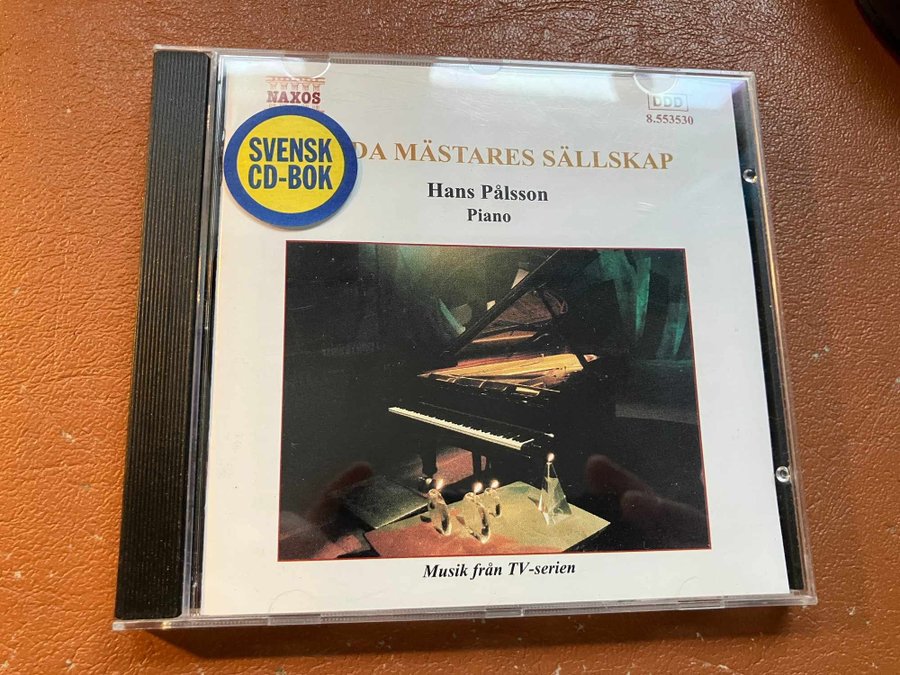 NAXOS
DDD
8.553530
SVENSK
CD-BOK
DA MÄSTARES SÄLLSKAP
Hans Pålsson
Piano
Musik från TV-serien